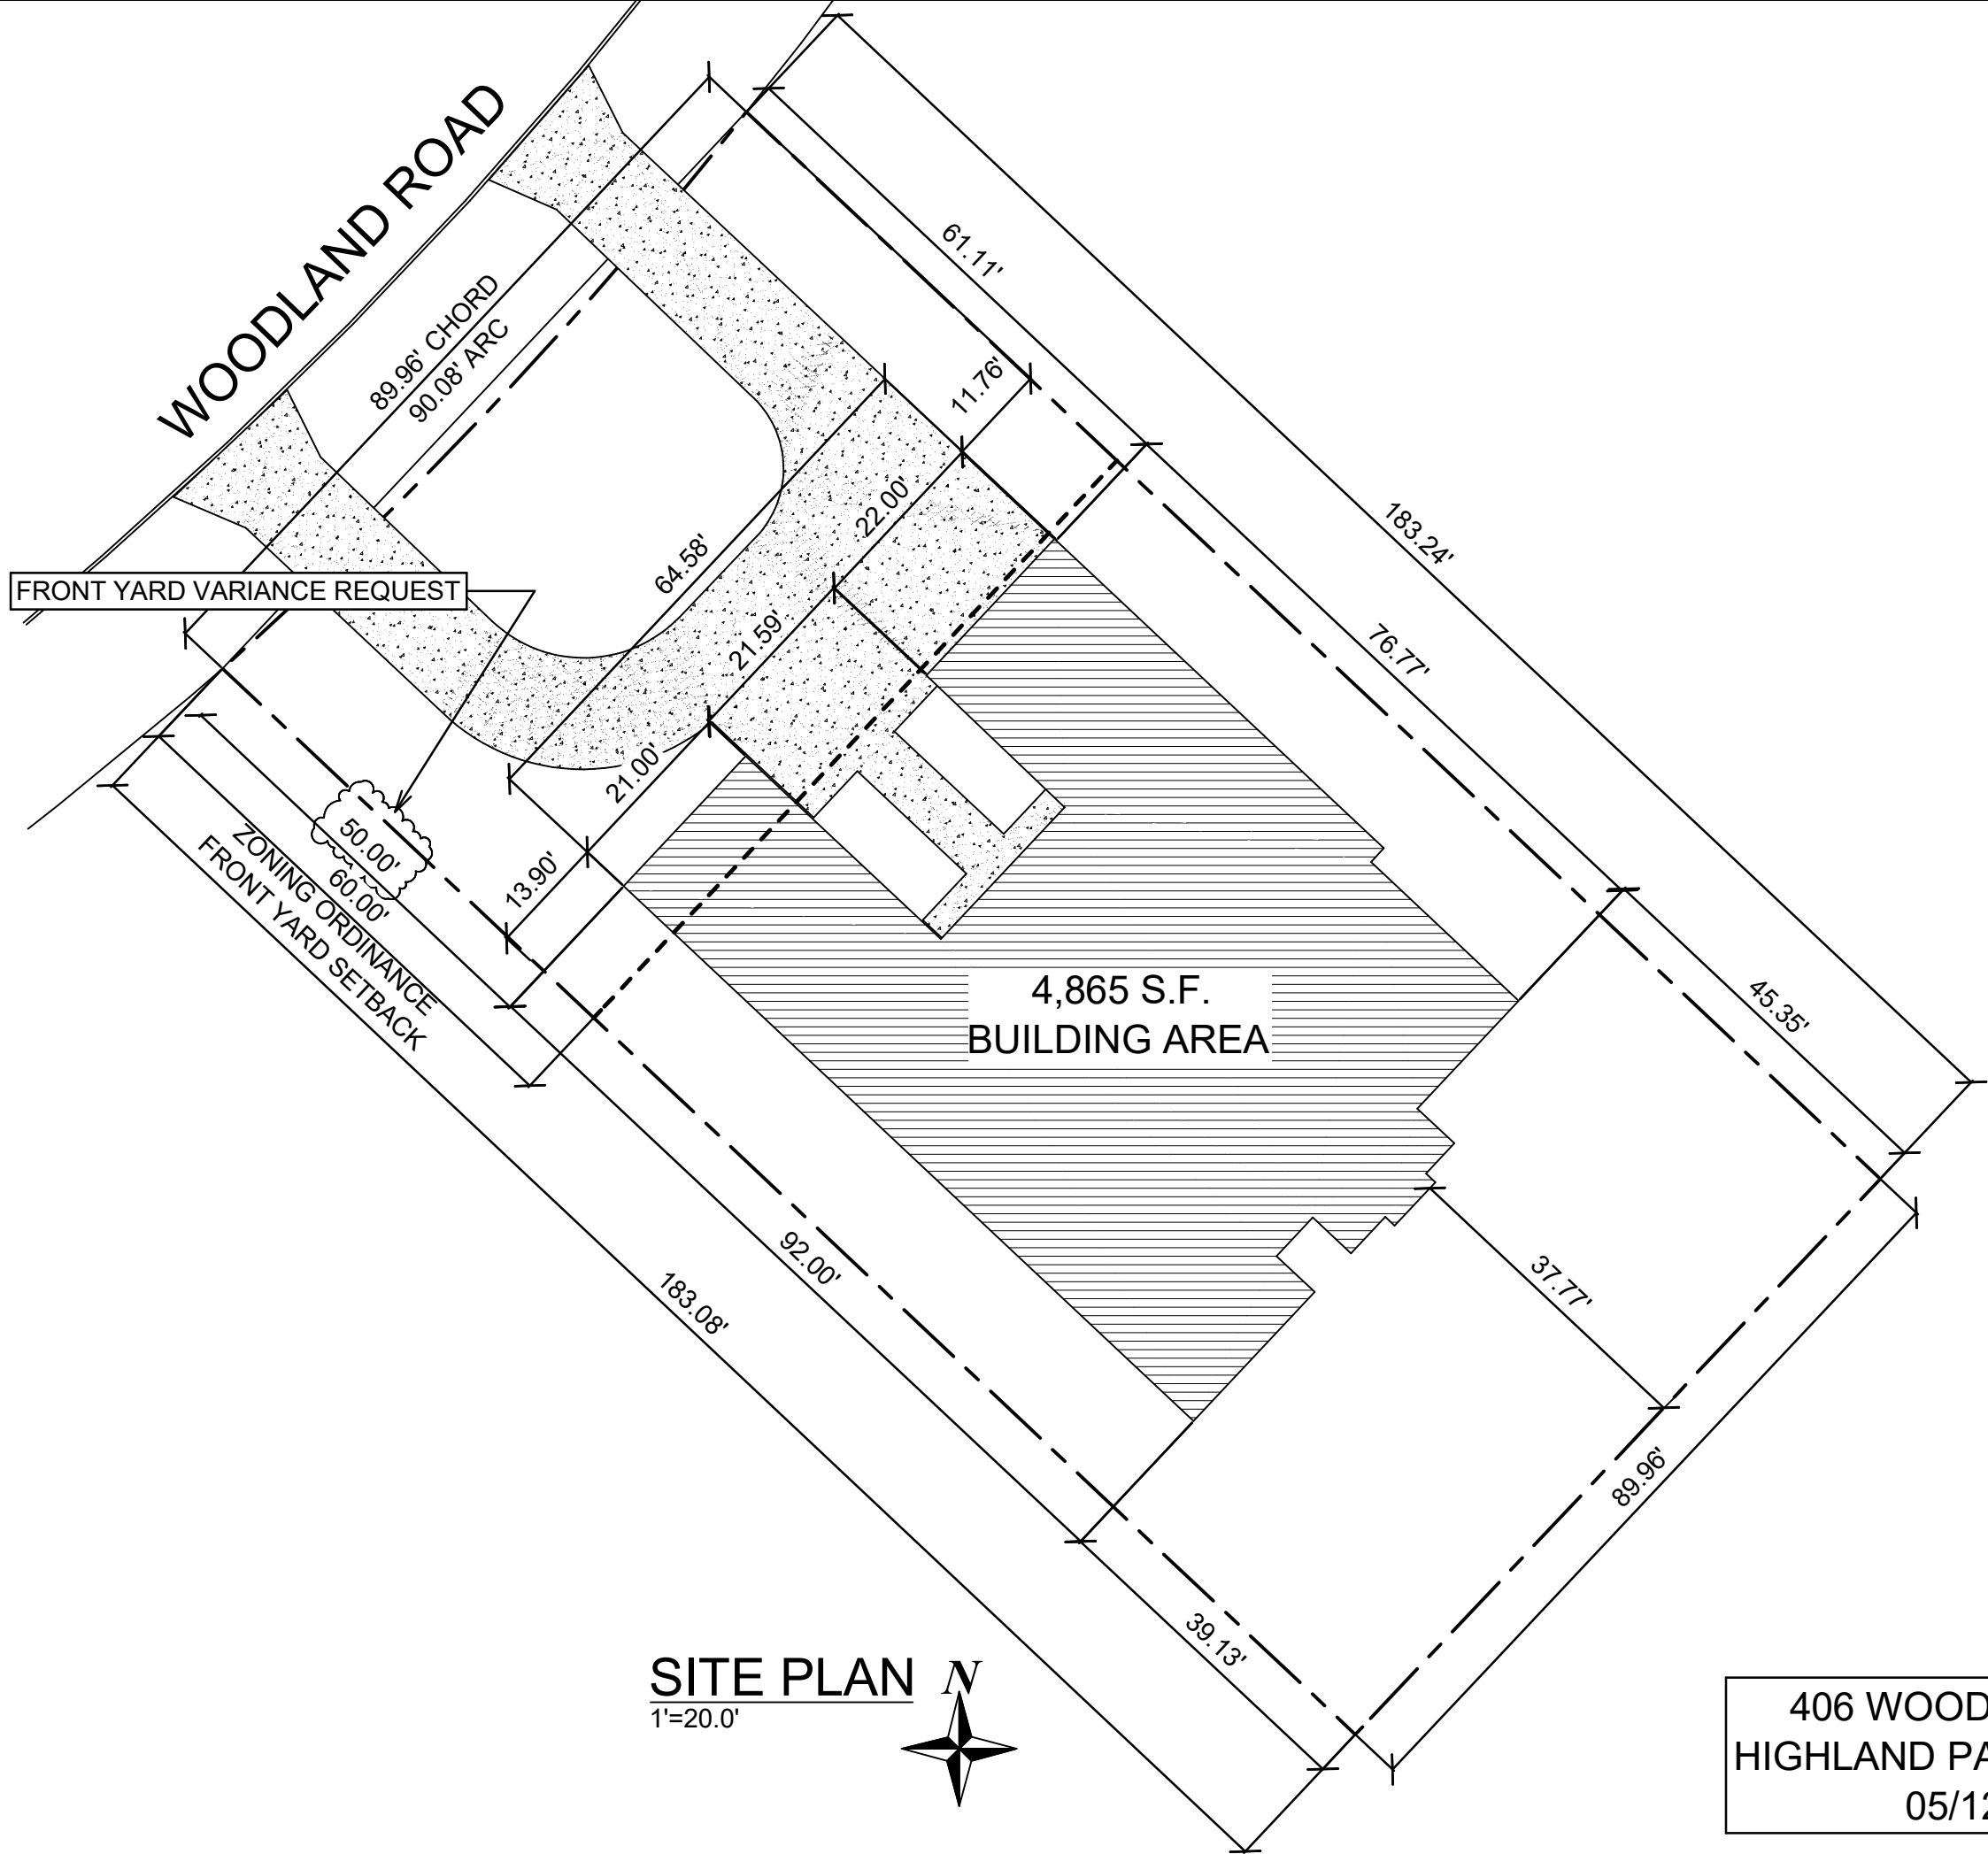 WOODLAND ROAD
89.96' CHORD
90.08' ARC
61.11'
11.76'
183.24'
22.00'
64.58'
FRONT YARD VARIANCE REQUEST
21.59'
76.77'
21.00'
50.00'
60.00'
ZONING ORDINANCE
FRONT YARD SETBACK
13.90'
4,865 S.F.
BUILDING AREA
45.35'
92.00'
183.08'
37.77'
89.96'
39.13'
SITE PLAN
1'=20.0'
N
406 WOOD
HIGHLAND PA
05/12